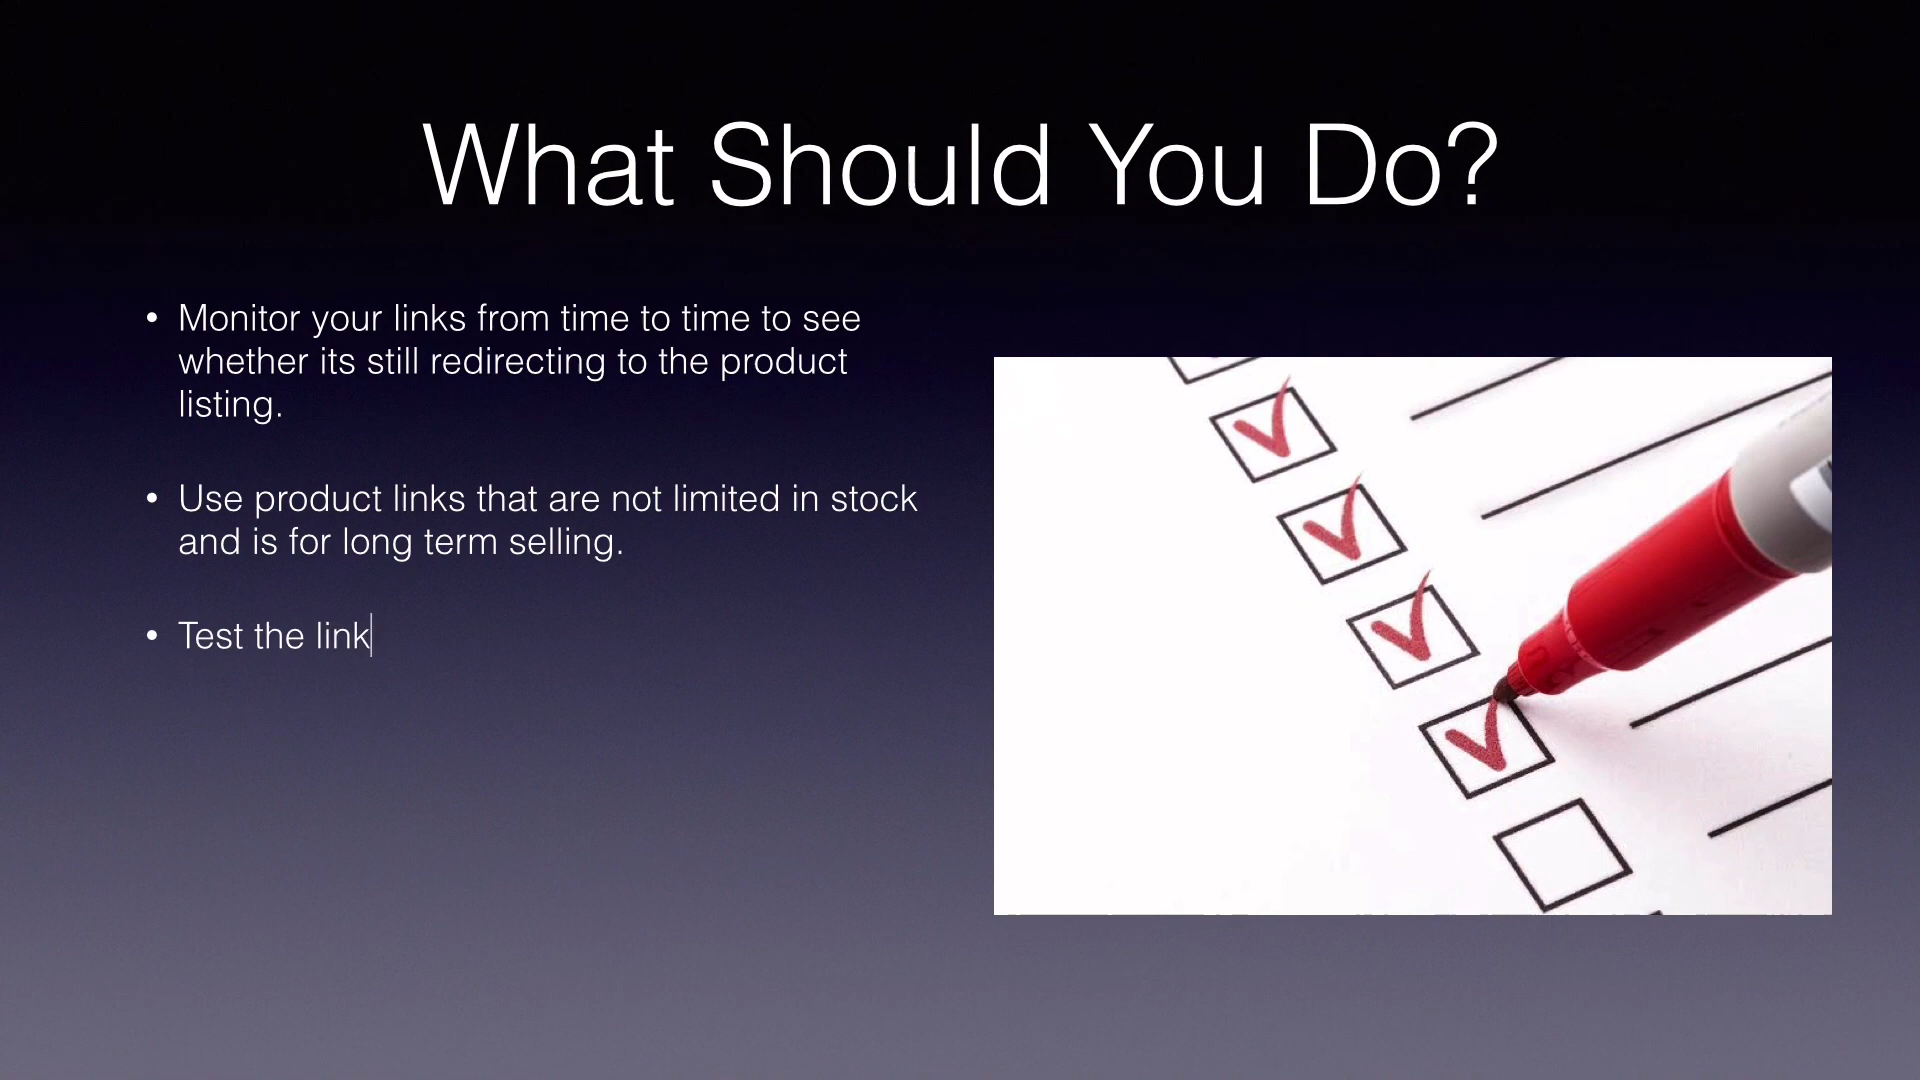 What Should You Do?
• Monitor your links from time to time to see
whether its still redirecting to the product
listing.
• Use product links that are not limited in stock
and is for long term selling.
• Test the link